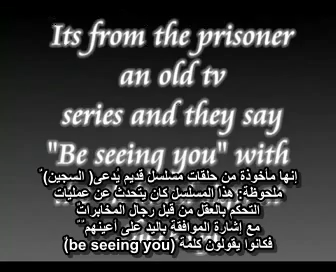 Its from the prisoner
an old tv
series and they say
"Be seeing you" with
إنها مأخوذة من حلقات مسلسل قديم يُدعى( السجين)ً
ملحوظة: هذا المسلسل كان يتحدث عن عمليات
التحكم بالعقل من قبل رجال المخابراتً
مع إشارة الموافقة باليد على أعينهم ًً
فكانوا يقولون كلمة (be seeing you)